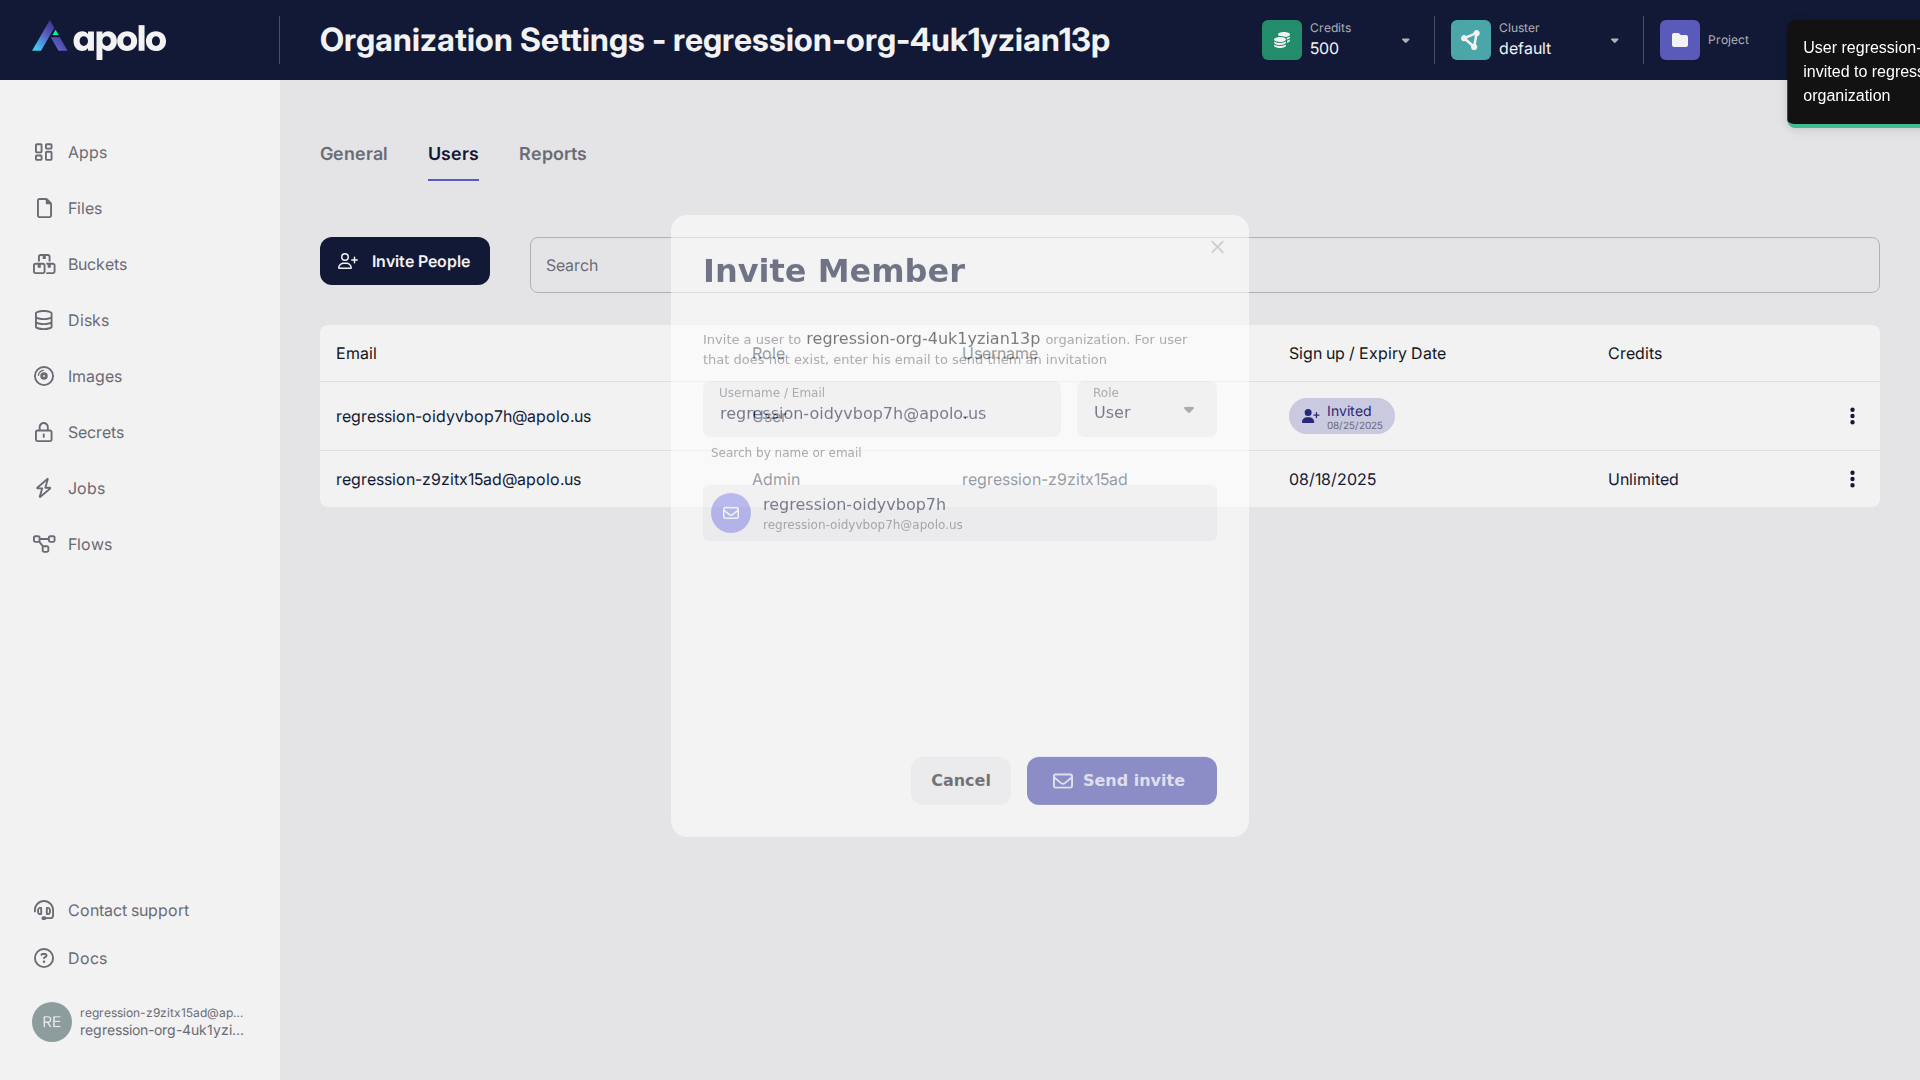 apolo
Organization Settings - regression-org-4uk1yzian13p
Credits
500
Cluster
default
Project
User regression-
invited to regress
organization
Apps
Files
Buckets
Disks
Images
Secrets
Jobs
Flows
Contact support
Docs
RE
regression-z9zitx15ad@ap...
regression-org-4uk1yzi...
General
Users
Reports
Invite People
Search
Email
Role
Username
Sign up / Expiry Date
Credits
regression-oidyvbop7h@apolo.us
User
-
Invited
08/25/2025
regression-z9zitx15ad@apolo.us
Admin
regression-z9zitx15ad
08/18/2025
Unlimited
Invite Member
Invite a user to regression-org-4uk1yzian13p organization. For user
that does not exist, enter his email to send them an invitation
Username / Email
regression-oidyvbop7h@apolo.us
Role
User
Search by name or email
regression-oidyvbop7h
regression-oidyvbop7h@apolo.us
Cancel
Send invite